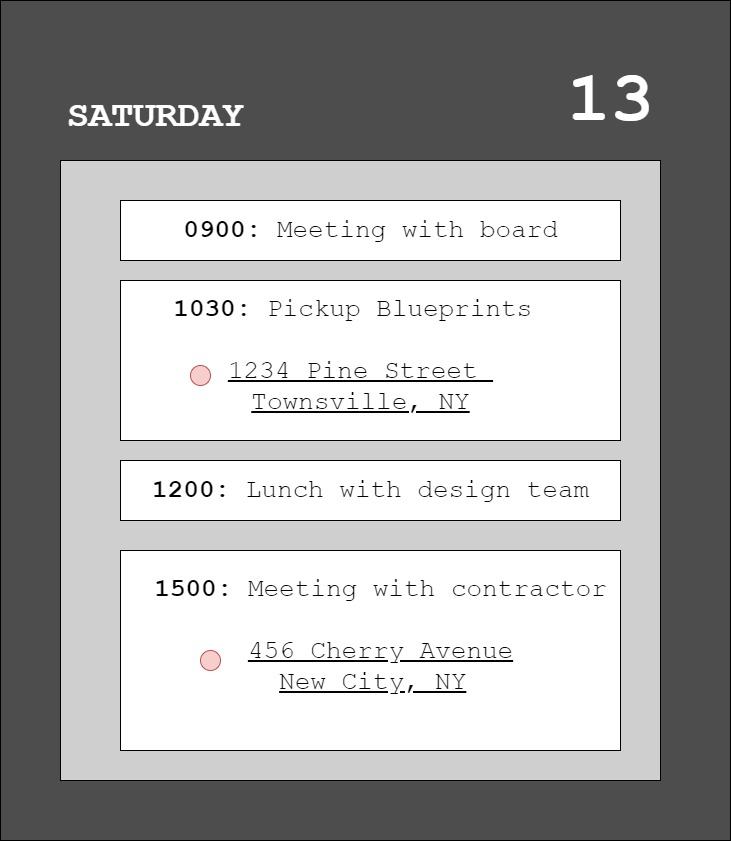 SATURDAY
13
0900: Meeting with board
1030: Pickup Blueprints
1234 Pine Street
Townsville, NY
1200: Lunch with design team
1500: Meeting with contractor
456 Cherry Avenue
New City, NY